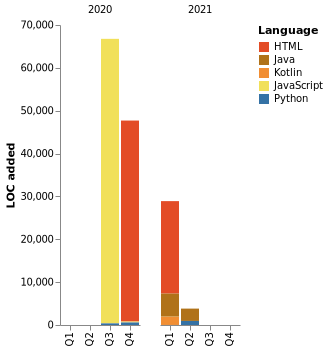 2020 2021
Language
HTML
Java
Kotlin
JavaScript
Python
LOC added
70,000
60,000
50,000
40,000
30,000
20,000
10,000
0
Q1 Q2 Q3 Q4 Q1 Q2 Q3 Q4